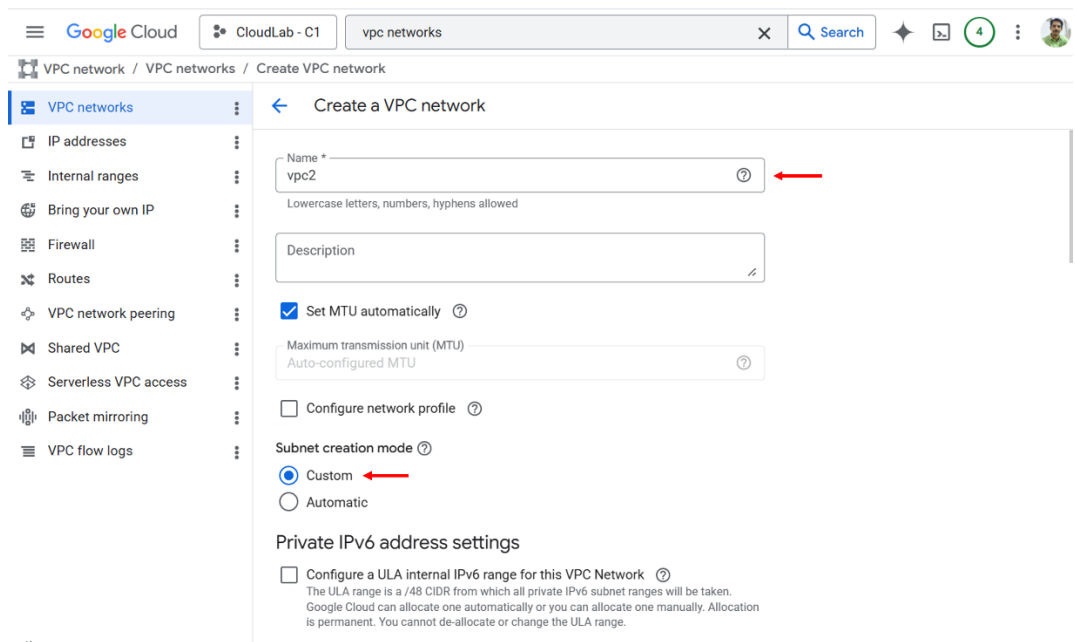 Google Cloud
CloudLab - C1
vpc networks
Search
4
VPC network / VPC networks / Create VPC network
VPC networks
IP addresses
Internal ranges
Bring your own IP
Firewall
Routes
VPC network peering
Shared VPC
Serverless VPC access
Packet mirroring
VPC flow logs
Create a VPC network
Name *
vpc2
Lowercase letters, numbers, hyphens allowed
Description
Set MTU automatically
Maximum transmission unit (MTU)
Auto-configured MTU
Configure network profile
Subnet creation mode
Custom
Automatic
Private IPv6 address settings
Configure a ULA internal IPv6 range for this VPC Network
The ULA range is a /48 CIDR from which all private IPv6 subnet ranges will be taken.
Google Cloud can allocate one automatically or you can allocate one manually. Allocation
is permanent. You cannot de-allocate or change the ULA range.